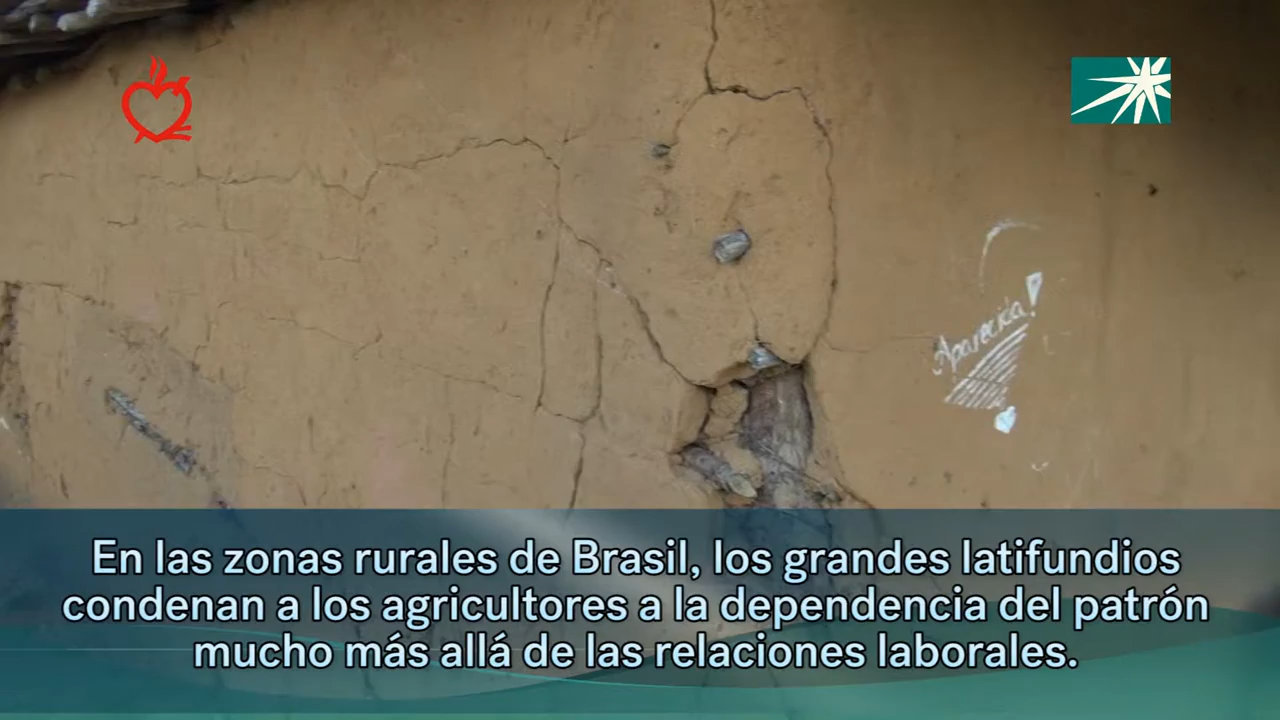 Aparecida!
En las zonas rurales de Brasil, los grandes latifundios
condenan a los agricultores a la dependencia del patrón
mucho más allá de las relaciones laborales.